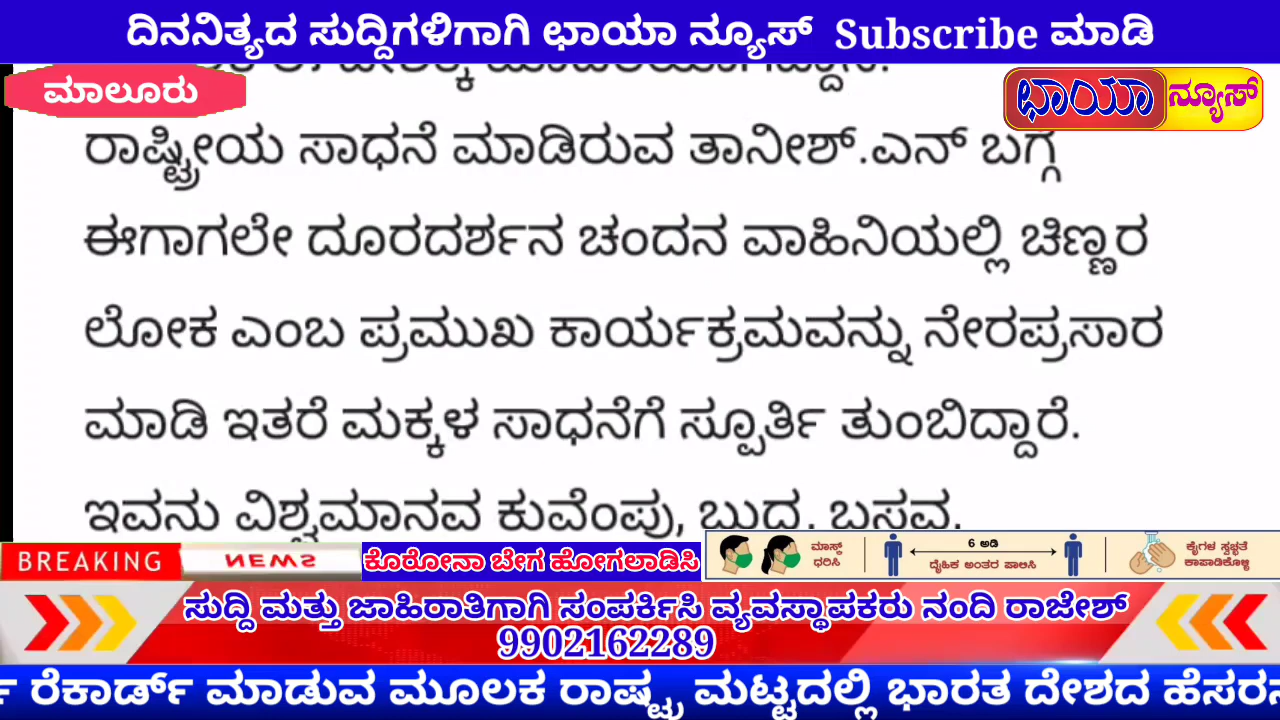 ದಿನನಿತ್ಯದ ಸುದ್ದಿಗಳಿಗಾಗಿ ಛಾಯಾ ನ್ಯೂಸ್ Subscribe ಮಾಡಿ
ಮಾಲೂರು
ಛಾಯಾ ನ್ಯೂಸ್
ರಾಷ್ಟ್ರೀಯ ಸಾಧನೆ ಮಾಡಿರುವ ತಾನೀಶ್.ಎನ್ ಬಗ್ಗೆ
ಈಗಾಗಲೇ ದೂರದರ್ಶನ ಚಂದನ ವಾಹಿನಿಯಲ್ಲಿ ಚಿಣ್ಣರ
ಲೋಕ ಎಂಬ ಪ್ರಮುಖ ಕಾರ್ಯಕ್ರಮವನ್ನು ನೇರಪ್ರಸಾರ
ಮಾಡಿ ಇತರೆ ಮಕ್ಕಳ ಸಾಧನೆಗೆ ಸ್ಪೂರ್ತಿ ತುಂಬಿದ್ದಾರೆ.
ಇವನು ವಿಶ್ವಮಾನವ ಕುವೆಂಪು, ಬುದ್ಧ, ಬಸವ,
BREAKING NEWS
ಕೊರೋನಾ ಬೇಗ ಹೋಗಲಾಡಿಸಿ
ಮಾಸ್ಕ್
ಧರಿಸಿ
6 ಅಡಿ
ದೈಹಿಕ ಅಂತರ ಪಾಲಿಸಿ
ಕೈಗಳ ಸ್ವಚ್ಛತೆ
ಕಾಪಾಡಿಕೊಳ್ಳಿ
ಸುದ್ದಿ ಮತ್ತು ಜಾಹಿರಾತಿಗಾಗಿ ಸಂಪರ್ಕಿಸಿ ವ್ಯವಸ್ಥಾಪಕರು ನಂದಿ ರಾಜೇಶ್
9902162289
ರೆಕಾರ್ಡ್ ಮಾಡುವ ಮೂಲಕ ರಾಷ್ಟ್ರ ಮಟ್ಟದಲ್ಲಿ ಭಾರತ ದೇಶದ